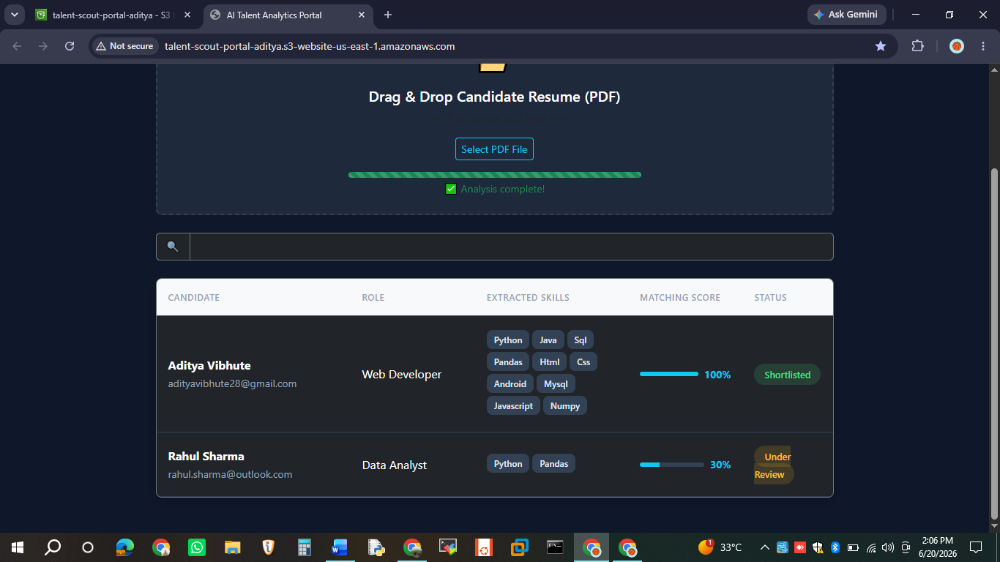 talent-scout-portal-aditya - S3
AI Talent Analytics Portal
Ask Gemini
Not secure
talent-scout-portal-aditya.s3-website-us-east-1.amazonaws.com
Drag & Drop Candidate Resume (PDF)
Select PDF File
Analysis complete!
CANDIDATE ROLE EXTRACTED SKILLS MATCHING SCORE STATUS
Python Java Sql
Pandas Html Css
Aditya Vibhute
adityavibhute28@gmail.com
Web Developer
100%
Shortlisted
Android Mysql
Javascript Numpy
Rahul Sharma
rahul.sharma@outlook.com
Data Analyst
Python Pandas
30%
Under
Review
1
33°C
2:06 PM
6/20/2026